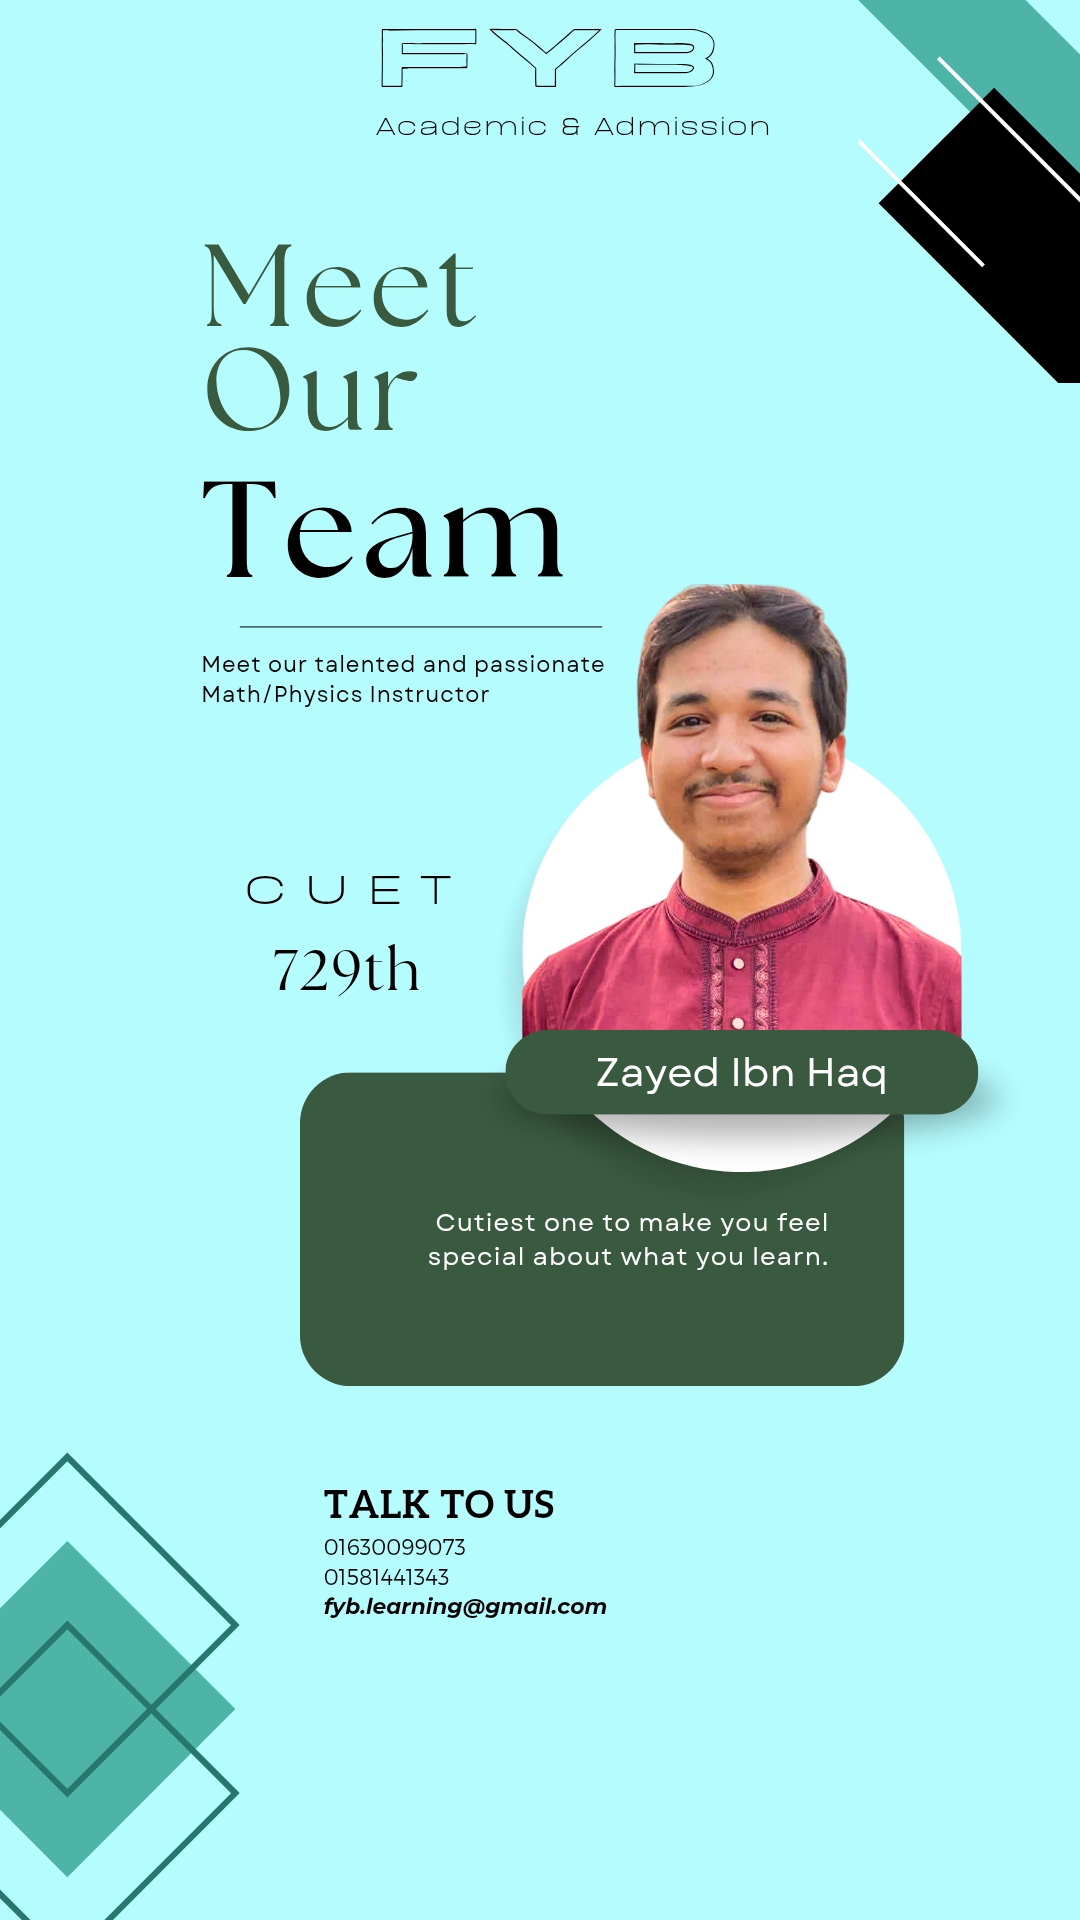 FYB
Academic & Admission
Meet
Our
Team
Meet our talented and passionate
Math/Physics Instructor
CUET
729th
Zayed Ibn Haq
Cutiest one to make you feel
special about what you learn.
TALK TO US
01630099073
01581441343
fyb.learning@gmail.com